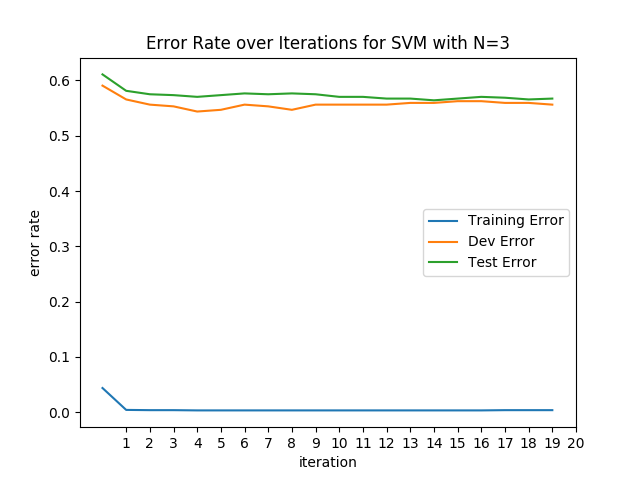 Error Rate over Iterations for SVM with N=3
error rate
0.6
0.5
0.4
0.3
0.2
0.1
0.0
Training Error
Dev Error
Test Error
1 2 3 4 5 6 7 8 9 10 11 12 13 14 15 16 17 18 19 20
iteration